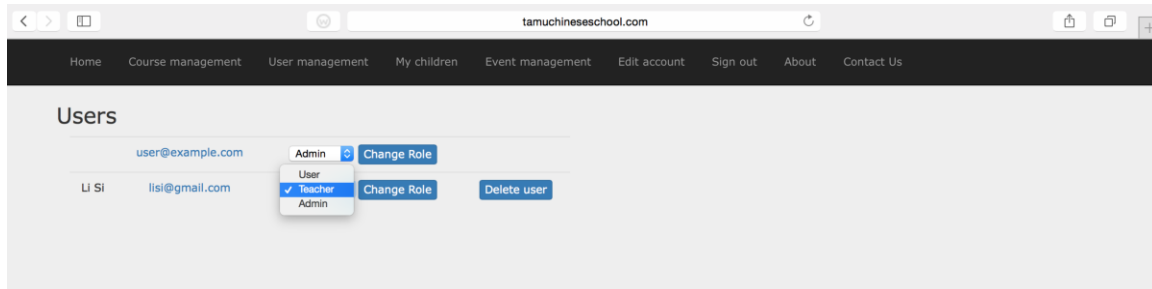 tamuchineseschool.com
Home Course management User management My children Event management Edit account Sign out About Contact Us
Users
user@example.com Admin Change Role
User
Li Si lisi@gmail.com ✓ Teacher Change Role Delete user
Admin